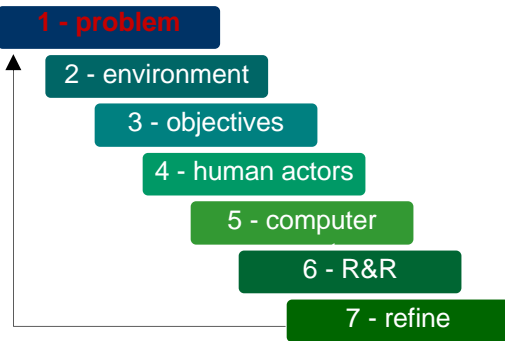 1 - problem
2 - environment
3 - objectives
4 - human actors
5 - computer
6 - R&R
7 - refine